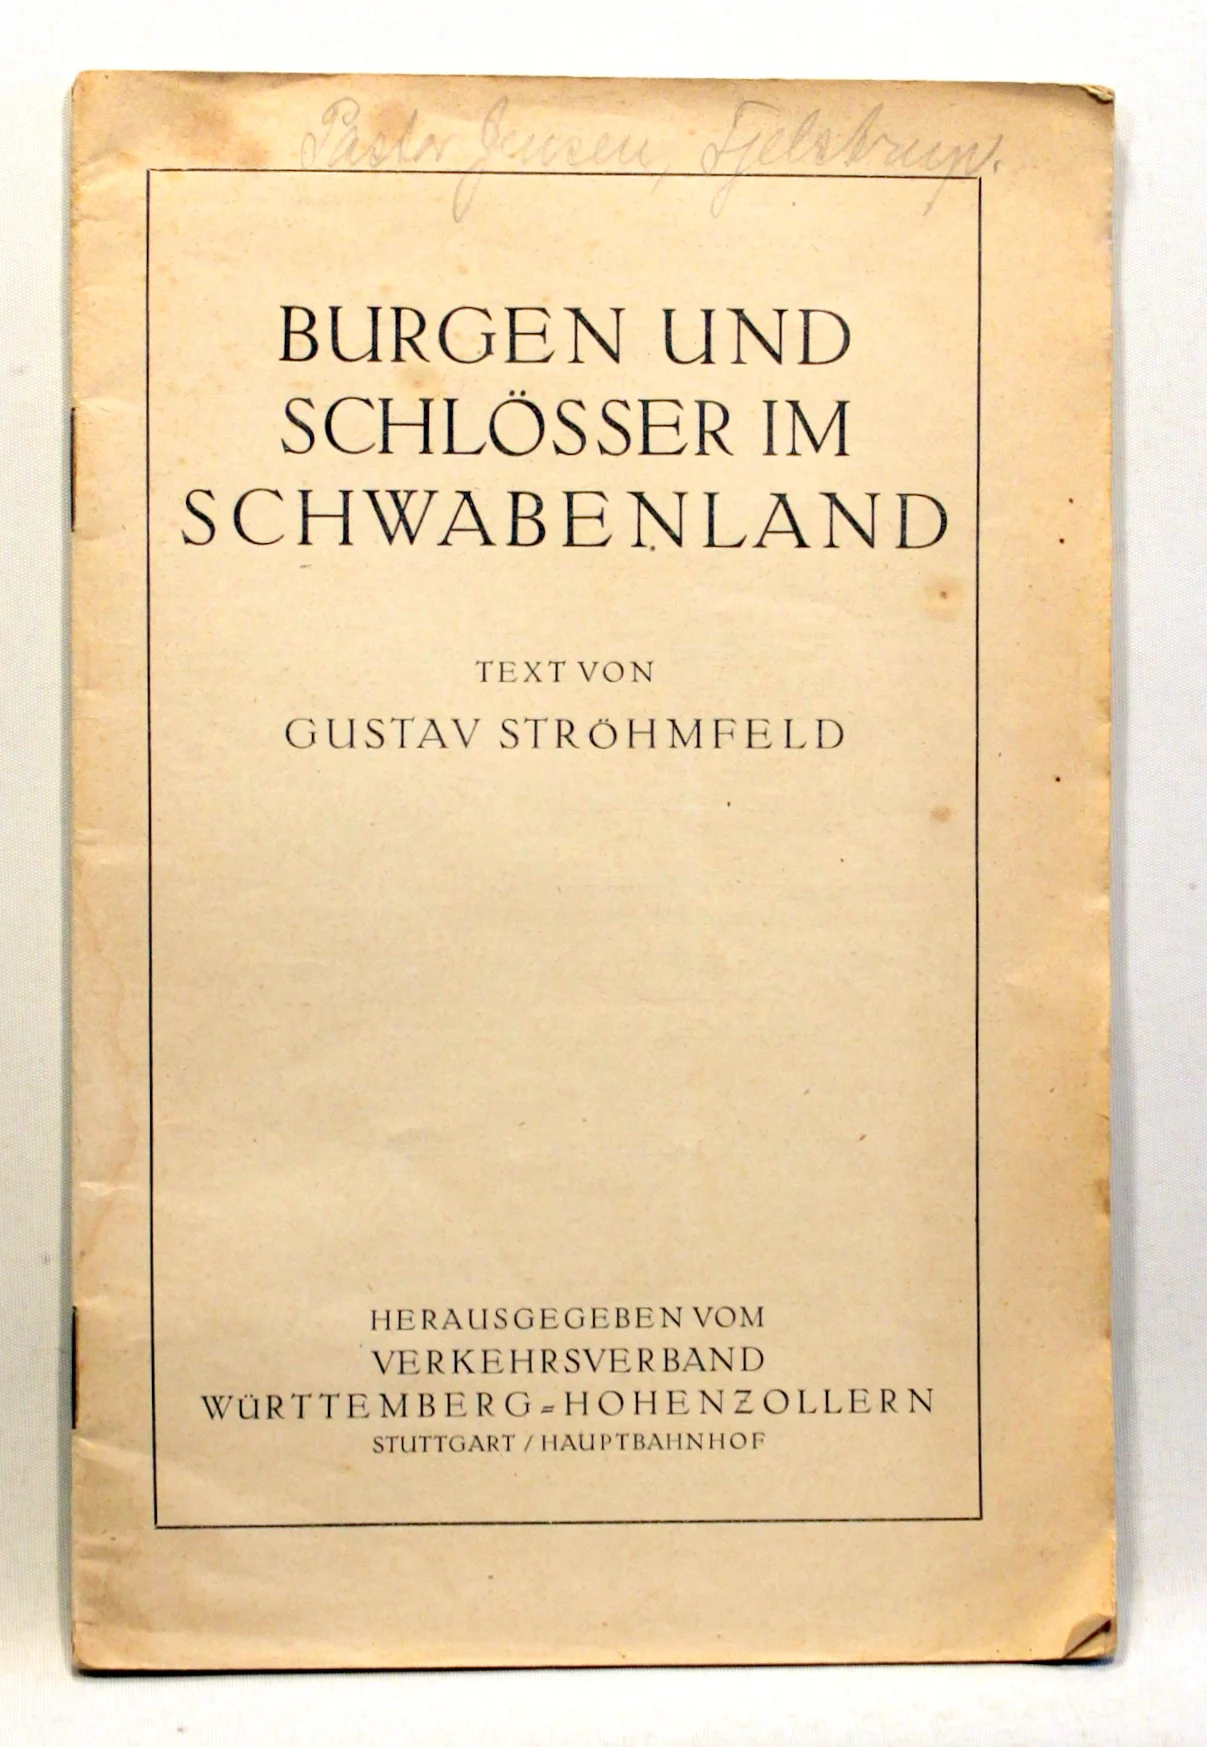 Pastor Jensen, Fjelstrup.
BURGEN UND
SCHLÖSSER IM
SCHWABENLAND
TEXT VON
GUSTAV STRÖHMFELD
HERAUSGEGEBEN VOM
VERKEHRSVERBAND
WÜRTTEMBERG=HOHENZOLLERN
STUTTGART / HAUPTBAHNHOF